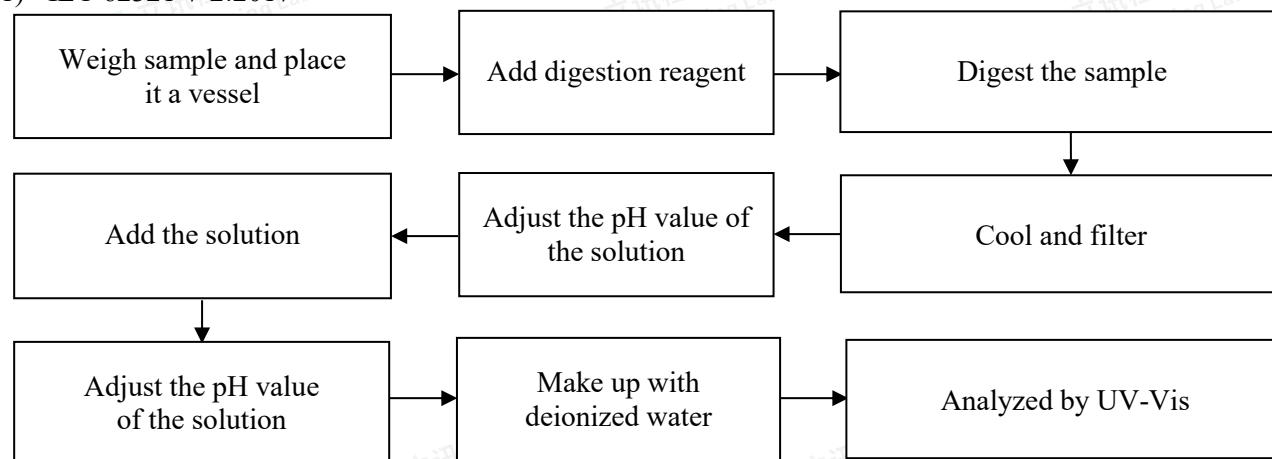 Weigh sample and place
it a vessel
Add digestion reagent
Digest the sample
Cool and filter
Adjust the pH value of
the solution
Add the solution
Adjust the pH value
of the solution
Make up with
deionized water
Analyzed by UV-Vis